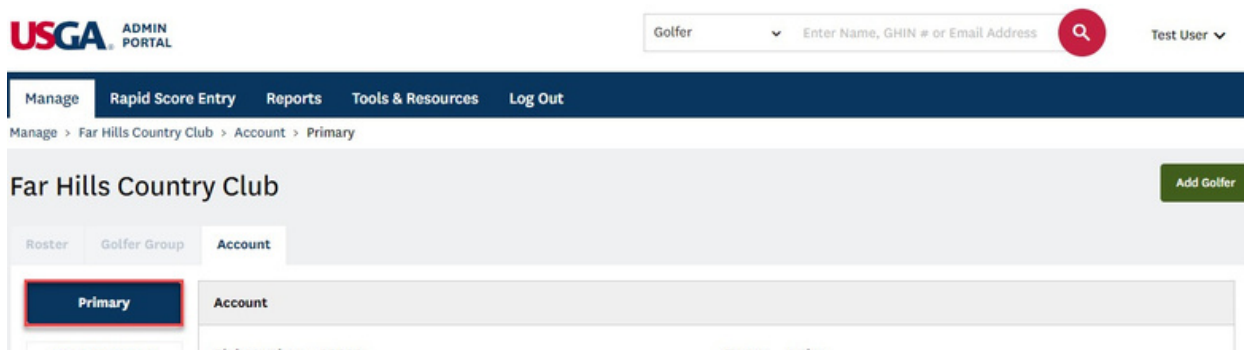 USGA ADMIN PORTAL
Golfer
Enter Name, GHIN # or Email Address
Test User
Manage Rapid Score Entry Reports Tools & Resources Log Out
Manage > Far Hills Country Club > Account > Primary
Far Hills Country Club
Add Golfer
Roster Golfer Group Account
Primary
Account